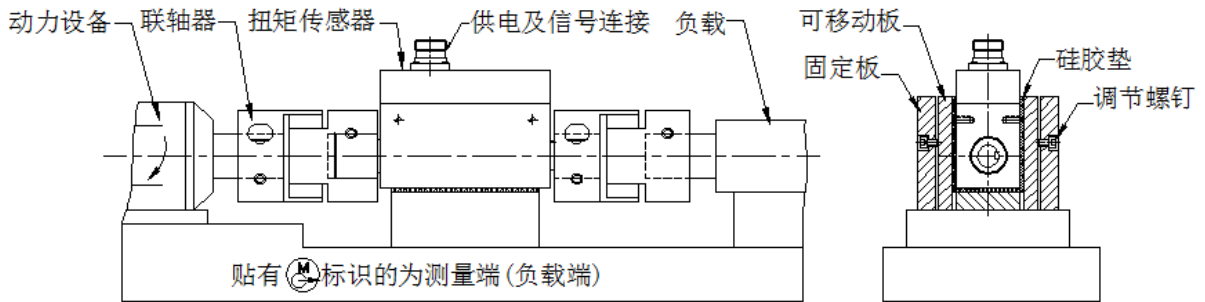 动力设备
联轴器
扭矩传感器
供电及信号连接
负载
可移动板
固定板
硅胶垫
调节螺钉
贴有M标识的为测量端(负载端)